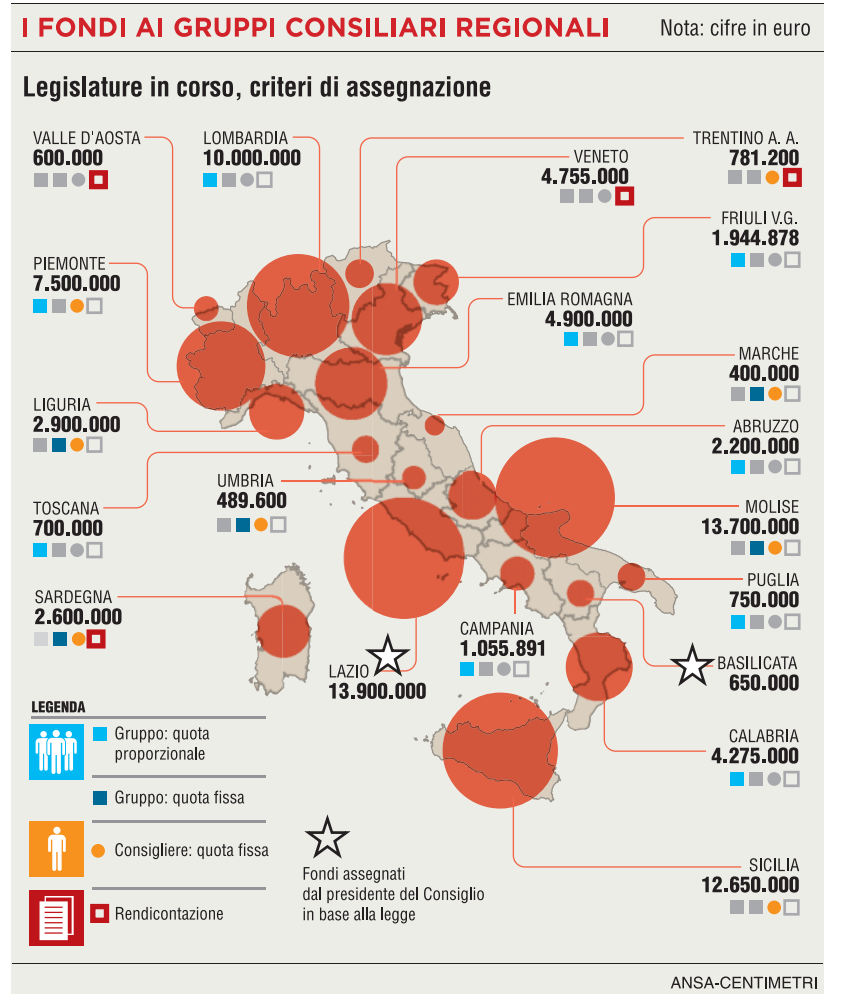 I FONDI AI GRUPPI CONSILIARI REGIONALI
Nota: cifre in euro
Legislature in corso, criteri di assegnazione
VALLE D'AOSTA
600.000
LOMBARDIA
10.000.000
VENETO
4.755.000
TRENTINO A. A.
781.200
FRIULI V.G.
1.944.878
PIEMONTE
7.500.000
EMILIA ROMAGNA
4.900.000
MARCHE
400.000
LIGURIA
2.900.000
ABRUZZO
2.200.000
UMBRIA
489.600
TOSCANA
700.000
MOLISE
13.700.000
PUGLIA
750.000
SARDEGNA
2.600.000
CAMPANIA
1.055.891
LAZIO
13.900.000
BASILICATA
650.000
CALABRIA
4.275.000
SICILIA
12.650.000
LEGENDA
Gruppo: quota
proporzionale
Gruppo: quota fissa
Consigliere: quota fissa
Rendicontazione
Fondi assegnati
dal presidente del Consiglio
in base alla legge
ANSA-CENTIMETRI